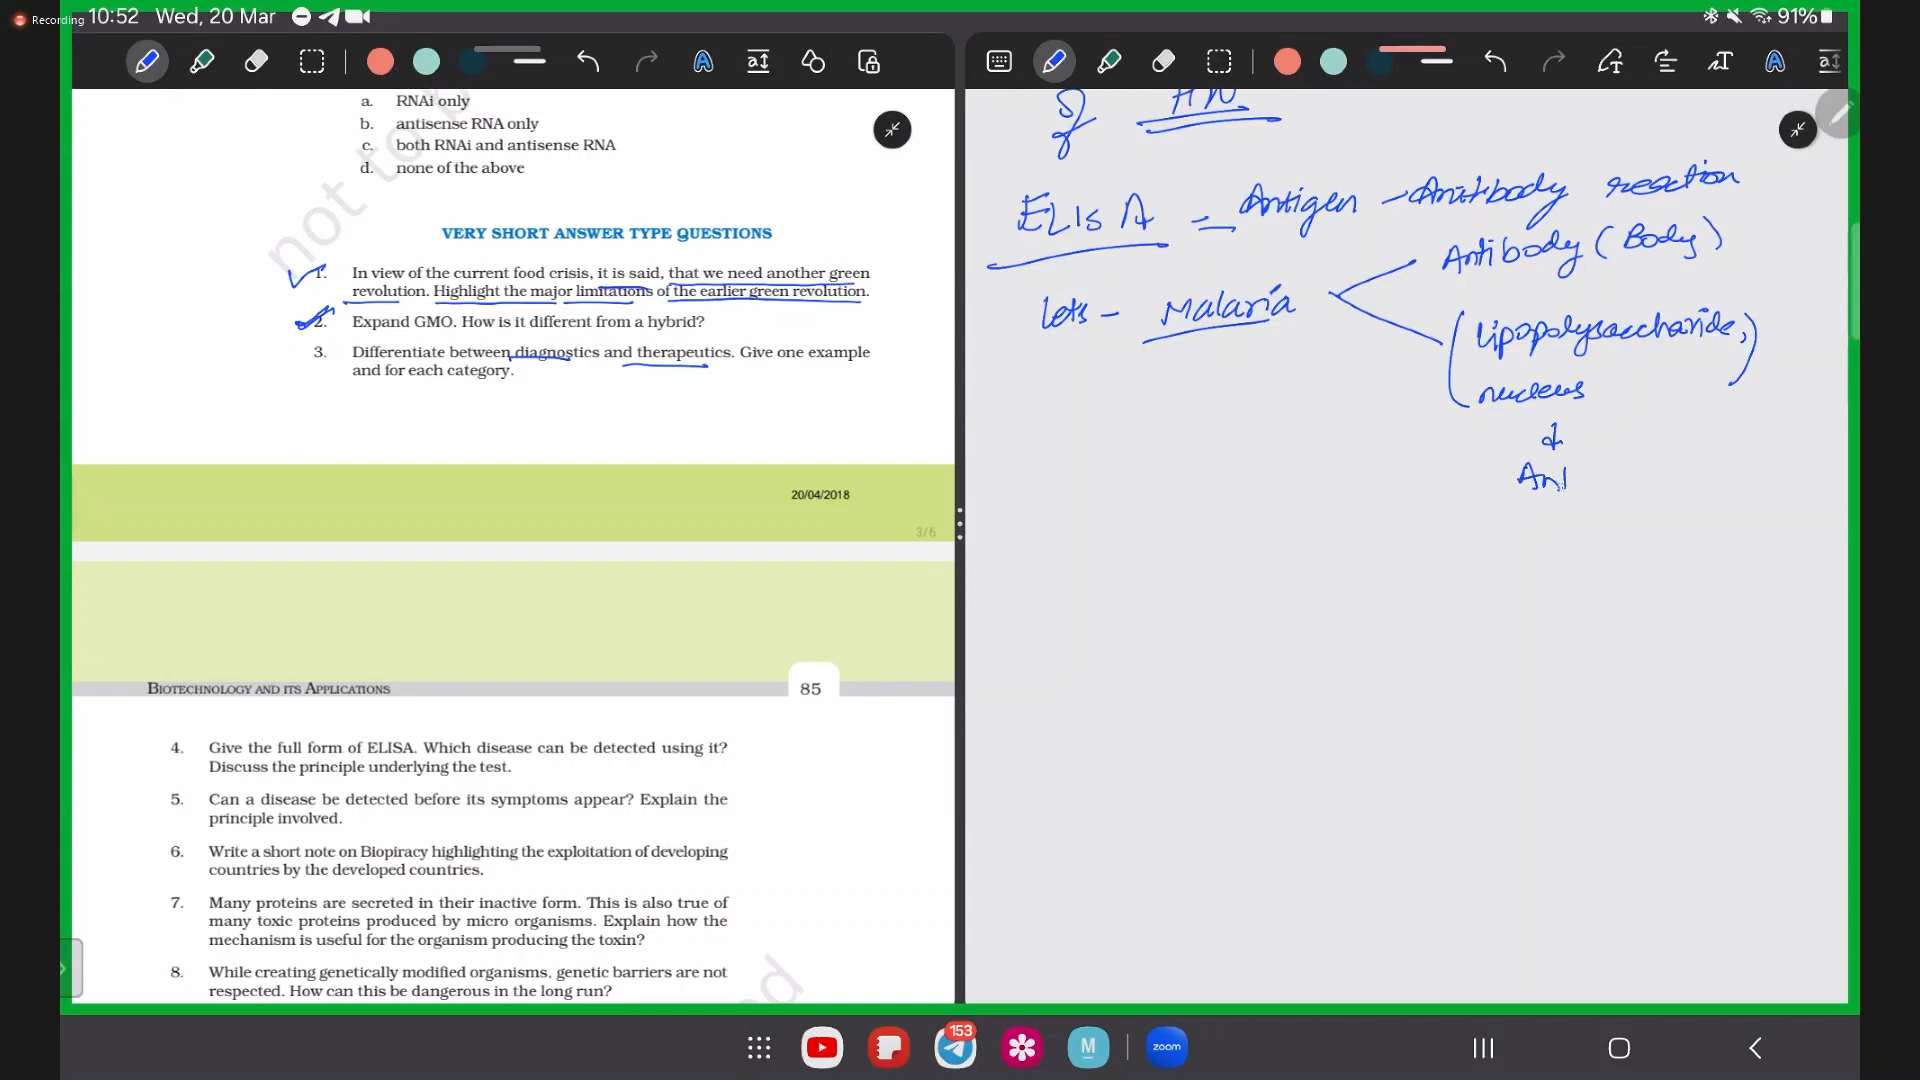 Recording 10:52 Wed, 20 Mar 91%
a. RNAi only
b. antisense RNA only
c. both RNAi and antisense RNA
d. none of the above
not to b
VERY SHORT ANSWER TYPE QUESTIONS
1. In view of the current food crisis, it is said, that we need another green
revolution. Highlight the major limitations of the earlier green revolution.
2. Expand GMO. How is it different from a hybrid?
3. Differentiate between diagnostics and therapeutics. Give one example
and for each category.
20/04/2018
3/6
BIOTECHNOLOGY AND ITS APPLICATIONS 85
4. Give the full form of ELISA. Which disease can be detected using it?
Discuss the principle underlying the test.
5. Can a disease be detected before its symptoms appear? Explain the
principle involved.
6. Write a short note on Biopiracy highlighting the exploitation of developing
countries by the developed countries.
7. Many proteins are secreted in their inactive form. This is also true of
many toxic proteins produced by micro organisms. Explain how the
mechanism is useful for the organism producing the toxin?
8. While creating genetically modified organisms, genetic barriers are not
respected. How can this be dangerous in the long run?
of
ELISA = Antigen - Antibody reaction
Antibody (Body)
lets - Malaria
(lipopolysaccharide,
nucleus)
Ant
153
M
zoom